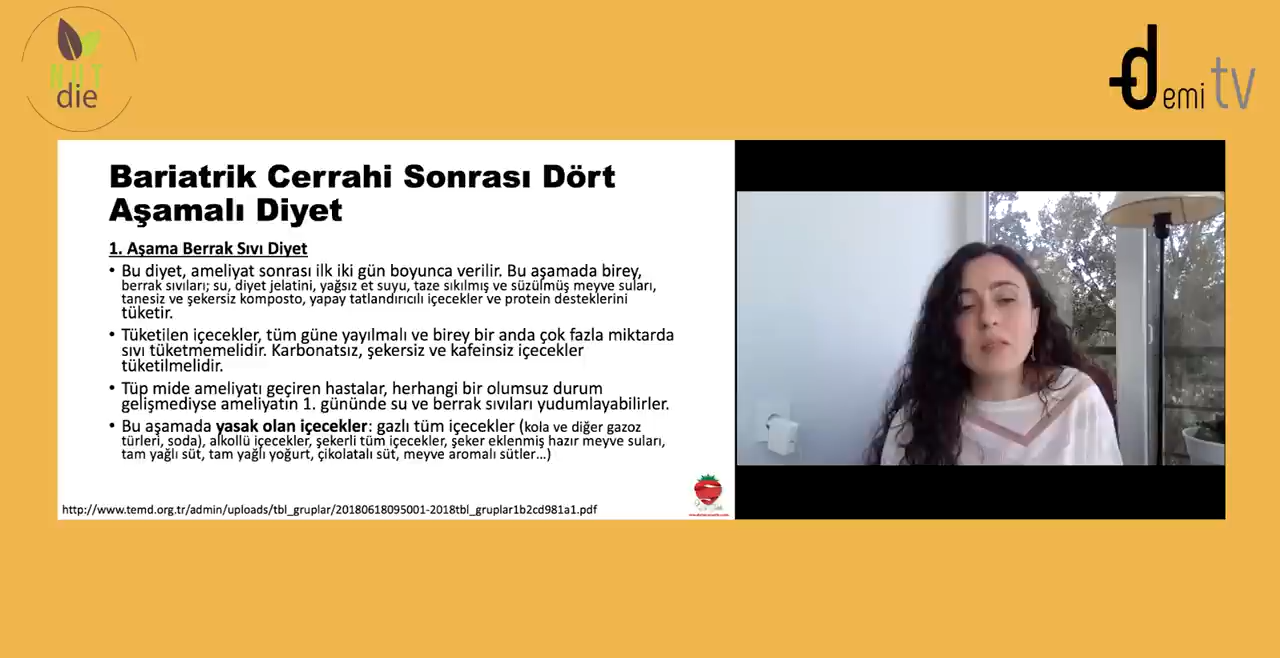 NUT
die
demi tv
Bariatrik Cerrahi Sonrası Dört
Aşamalı Diyet
1. Aşama Berrak Sıvı Diyet
• Bu diyet, ameliyat sonrası ilk iki gün boyunca verilir. Bu aşamada birey,
berrak sıvıları; su, diyet jelatini, yağsız et suyu, taze sıkılmış ve süzülmüş meyve suları,
tanesiz ve şekersiz komposto, yapay tatlandırıcılı içecekler ve protein desteklerini
tüketir.
• Tüketilen içecekler, tüm güne yayılmalı ve birey bir anda çok fazla miktarda
sıvı tüketmemelidir. Karbonatsız, şekersiz ve kafeinsiz içecekler
tüketilmelidir.
• Tüp mide ameliyatı geçiren hastalar, herhangi bir olumsuz durum
gelişmediyse ameliyatın 1. gününde su ve berrak sıvıları yudumlayabilirler.
• Bu aşamada yasak olan içecekler: gazlı tüm içecekler (kola ve diğer gazoz
türleri, soda), alkollü içecekler, şekerli tüm içecekler, şeker eklenmiş hazır meyve suları,
tam yağlı süt, tam yağlı yoğurt, çikolatalı süt, meyve aromalı sütler…)
http://www.temd.org.tr/admin/uploads/tbl_gruplar/20180618095001-2018tbl_gruplar1b2cd981a1.pdf